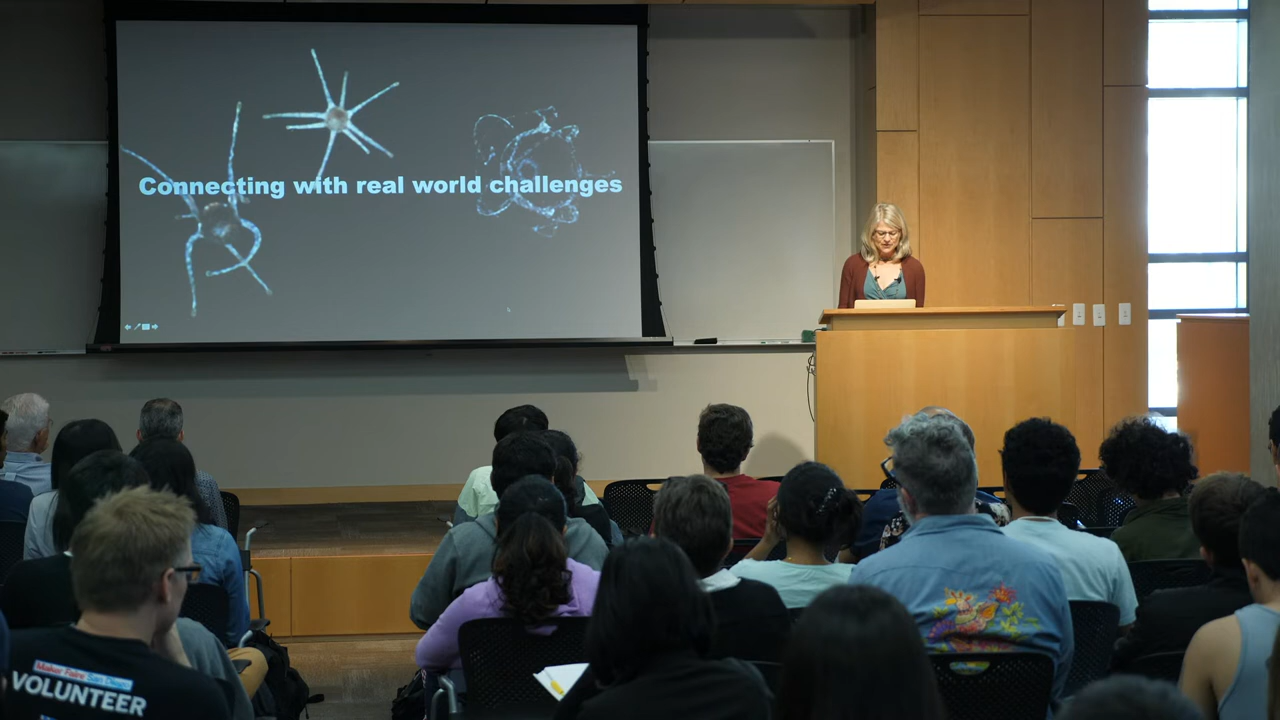 Connecting with real world challenges
Maker Faire San Diego
VOLUNTEER